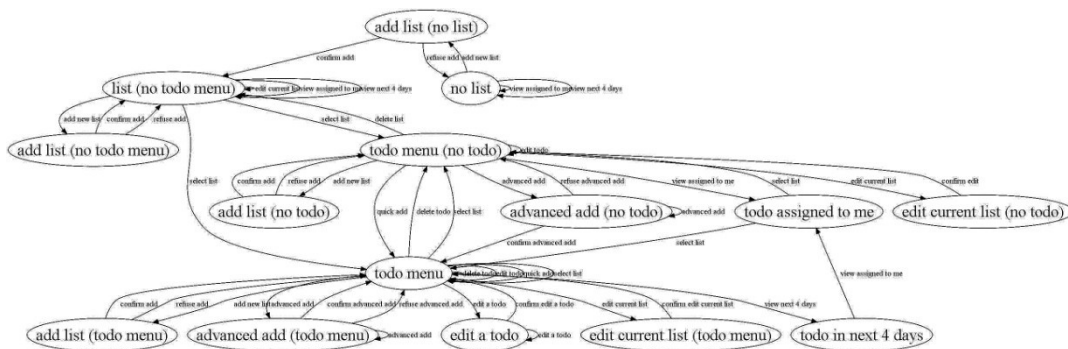 add list (no list)
confirm add
refuse add
add new list
list (no todo menu)
edit current list
view assigned to me
view next 4 days
no list
view assigned to me
view next 4 days
add new list
confirm add
refuse add
select list
delete list
add list (no todo menu)
todo menu (no todo)
edit todo
select list
confirm add
refuse add
add new list
advanced add
refuse advanced add
view assigned to me
select list
edit current list
confirm edit
add list (no todo)
quick add
delete todo
select list
advanced add (no todo)
advanced add
todo assigned to me
edit current list (no todo)
confirm advanced add
select list
todo menu
delete todo
edit todo
quick add
select list
view assigned to me
confirm add
refuse add
add new list
advanced add
confirm advanced add
refuse advanced add
edit a todo
confirm edit a todo
edit current list
confirm edit current list
view next 4 days
add list (todo menu)
advanced add (todo menu)
advanced add
edit a todo
edit a todo
edit current list (todo menu)
todo in next 4 days